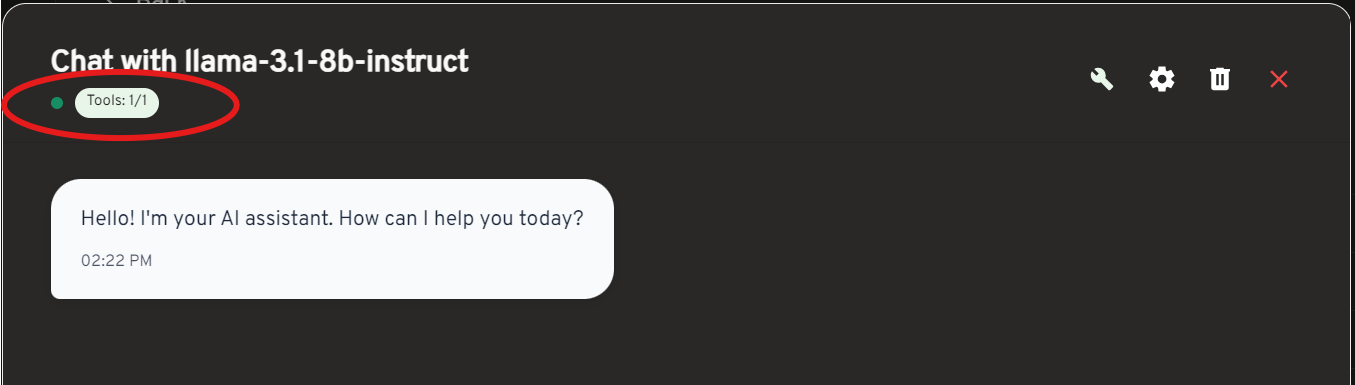 Chat with llama-3.1-8b-instruct
Tools: 1/1
Hello! I'm your AI assistant. How can I help you today?
02:22 PM